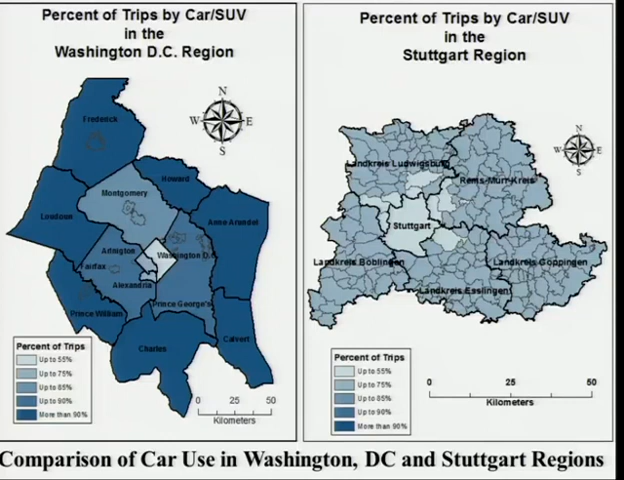 Percent of Trips by Car/SUV
in the
Washington D.C. Region
N
W
E
S
Frederick
Howard
Montgomery
Loudoun
Anne Arundel
Arlington
Washington D.C.
Fairfax
Alexandria
Prince George's
Prince William
Calvert
Charles
Percent of Trips
Up to 55%
Up to 75%
Up to 85%
Up to 90%
More than 90%
0 25 50
Kilometers
Percent of Trips by Car/SUV
in the
Stuttgart Region
N
W
E
S
Landkreis Ludwigsburg
Rems-Murr-Kreis
Stuttgart
Landkreis Böblingen
Landkreis Göppingen
Landkreis Esslingen
Percent of Trips
Up to 55%
Up to 75%
Up to 85%
Up to 90%
More than 90%
0 25 50
Kilometers
Comparison of Car Use in Washington, DC and Stuttgart Regions